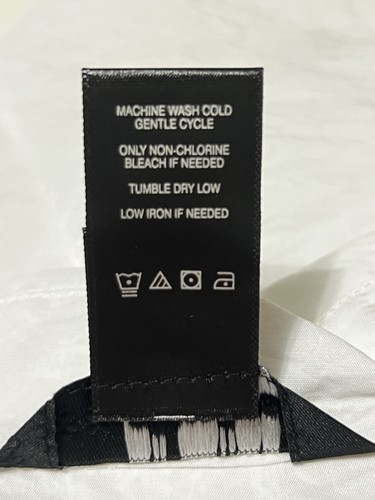 MACHINE WASH COLD
GENTLE CYCLE
ONLY NON-CHLORINE
BLEACH IF NEEDED
TUMBLE DRY LOW
LOW IRON IF NEEDED